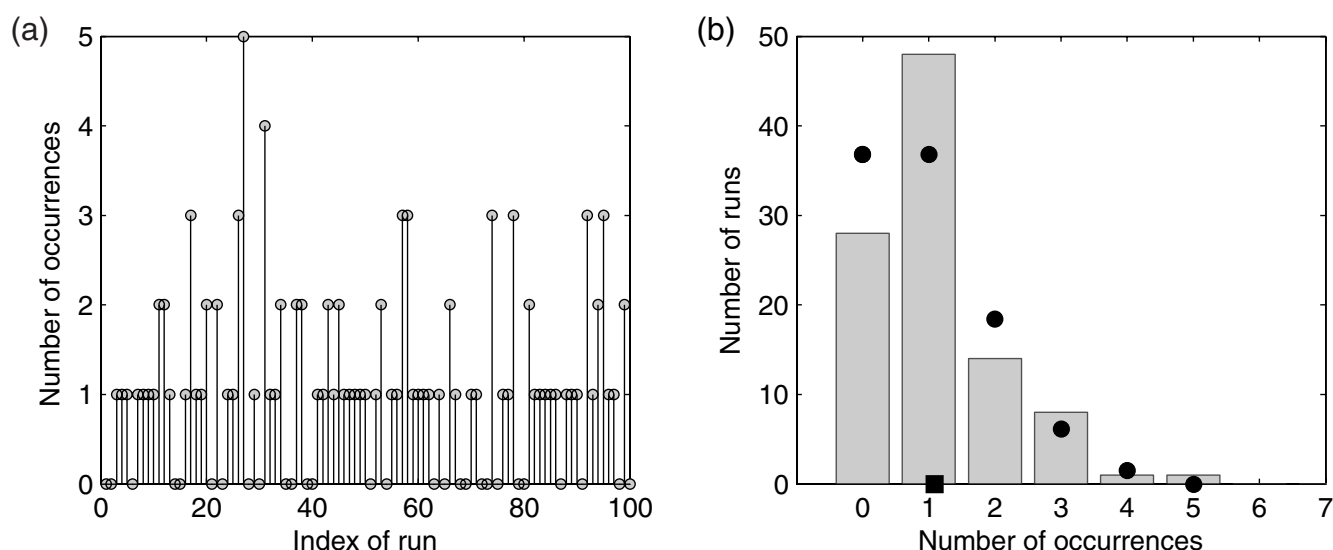 (a)
Number of occurrences
5
4
3
2
1
0
0 20 40 60 80 100
Index of run
(b)
Number of runs
50
40
30
20
10
0
0 1 2 3 4 5 6 7
Number of occurrences